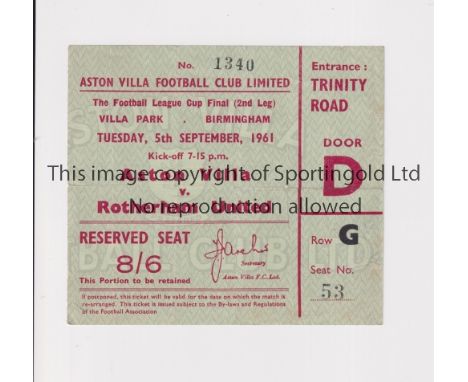 No. 1340
ASTON VILLA FOOTBALL CLUB LIMITED
The Football League Cup Final (2nd Leg)
VILLA PARK . BIRMINGHAM
TUESDAY, 5th SEPTEMBER, 1961
Kick-off 7-15 p.m.
Aston Villa
This image copyright of Sportingold Ltd
v.
Rotherham United
No reproduction allowed
RESERVED SEAT
8/6
Secretary
Aston Villa F.C. Ltd.
This Portion to be retained
If postponed, this ticket will be valid for the date on which the match is
re-arranged. This ticket is issued subject to the By-laws and Regulations
of the Football Association
Entrance :
TRINITY
ROAD
DOOR
D
Row G
Seat No.
53